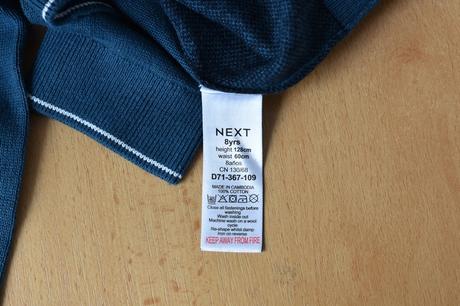 NEXT
8yrs
height 128cm
waist 60cm
8años
CN 130/68
D71-367-109
MADE IN CAMBODIA
100% COTTON
Close all fastenings before
washing
Wash inside out
Machine wash on a wool
cycle
Re-shape whilst damp
Iron on reverse
KEEP AWAY FROM FIRE